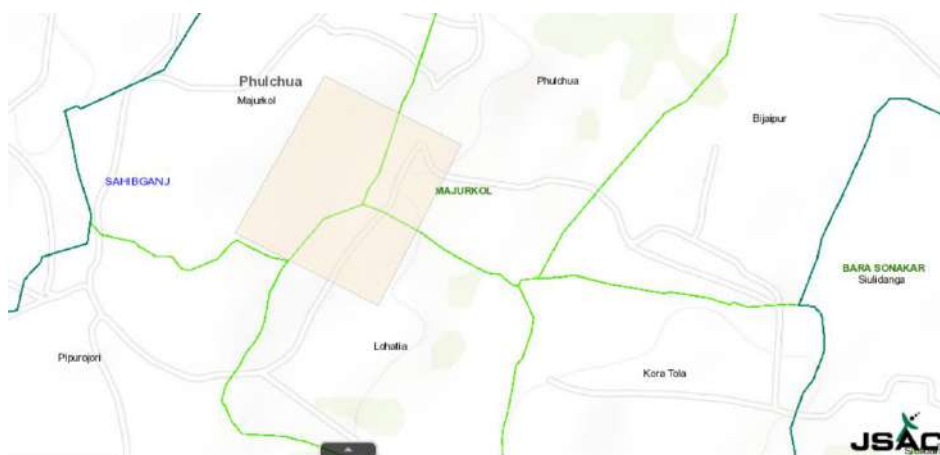 Phulchua
Majurkol
Phulchua
Bijaipur
SAHIBGANJ
MAJURKOL
BARA SONAKAR
Siulidanga
Lohatia
Pipurojori
Kora Tola
JSAC